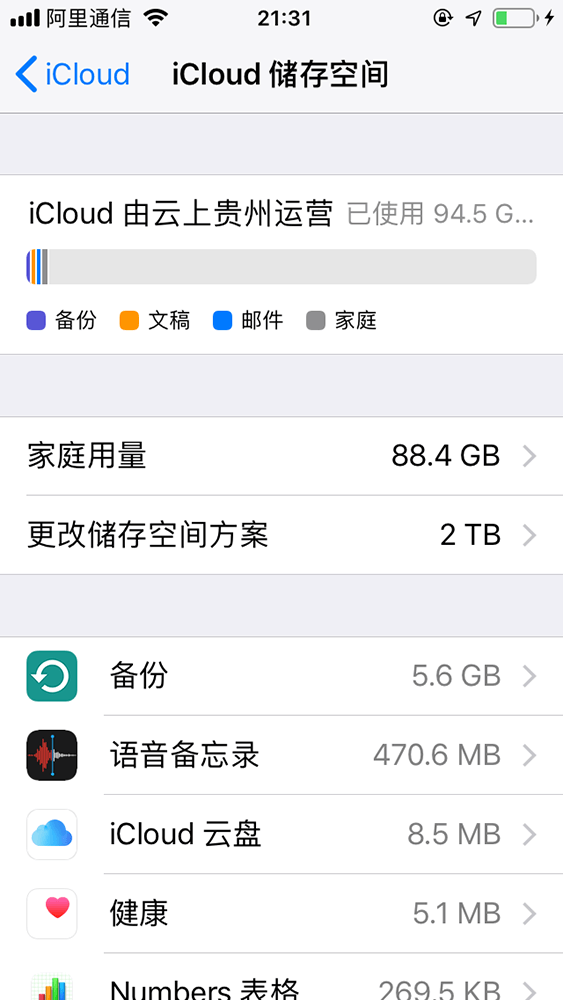 阿里通信 21:31
iCloud iCloud 储存空间
iCloud 由云上贵州运营 已使用 94.5 G...
备份 文稿 邮件 家庭
家庭用量 88.4 GB
更改储存空间方案 2 TB
备份 5.6 GB
语音备忘录 470.6 MB
iCloud 云盘 8.5 MB
健康 5.1 MB
Numbers 表格 269.5 KB